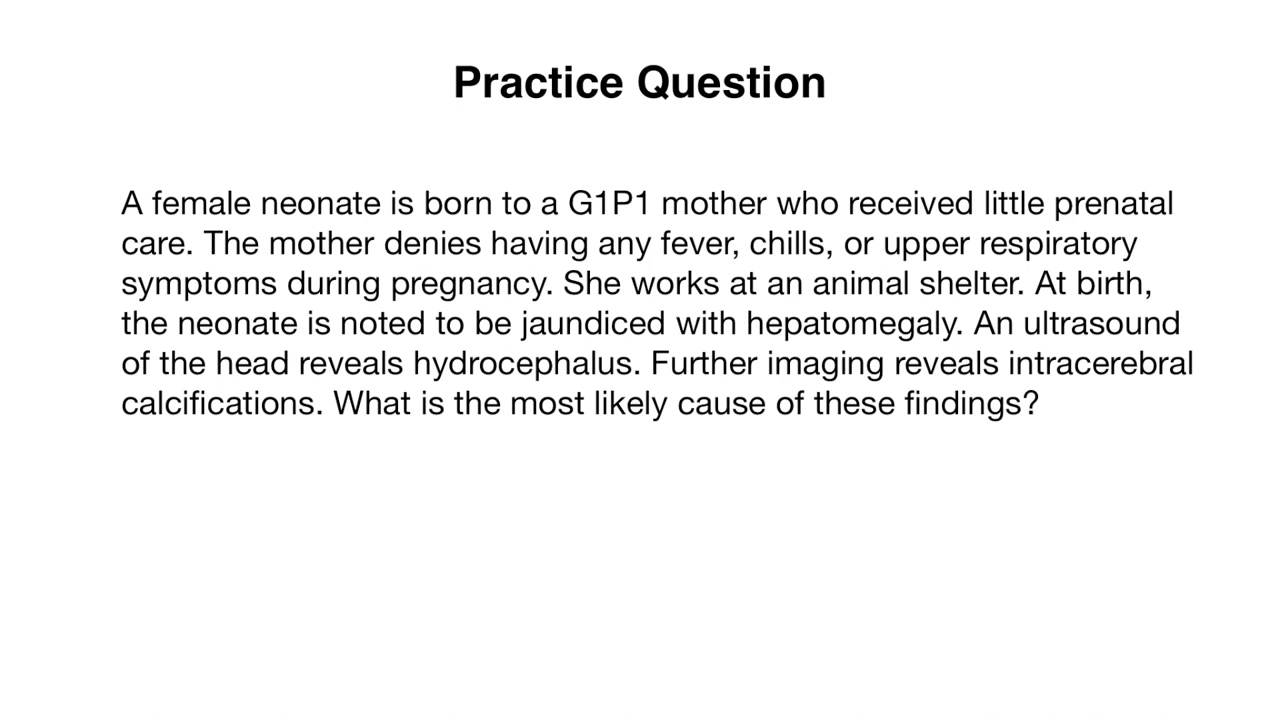 Practice Question
A female neonate is born to a G1P1 mother who received little prenatal
care. The mother denies having any fever, chills, or upper respiratory
symptoms during pregnancy. She works at an animal shelter. At birth,
the neonate is noted to be jaundiced with hepatomegaly. An ultrasound
of the head reveals hydrocephalus. Further imaging reveals intracerebral
calcifications. What is the most likely cause of these findings?